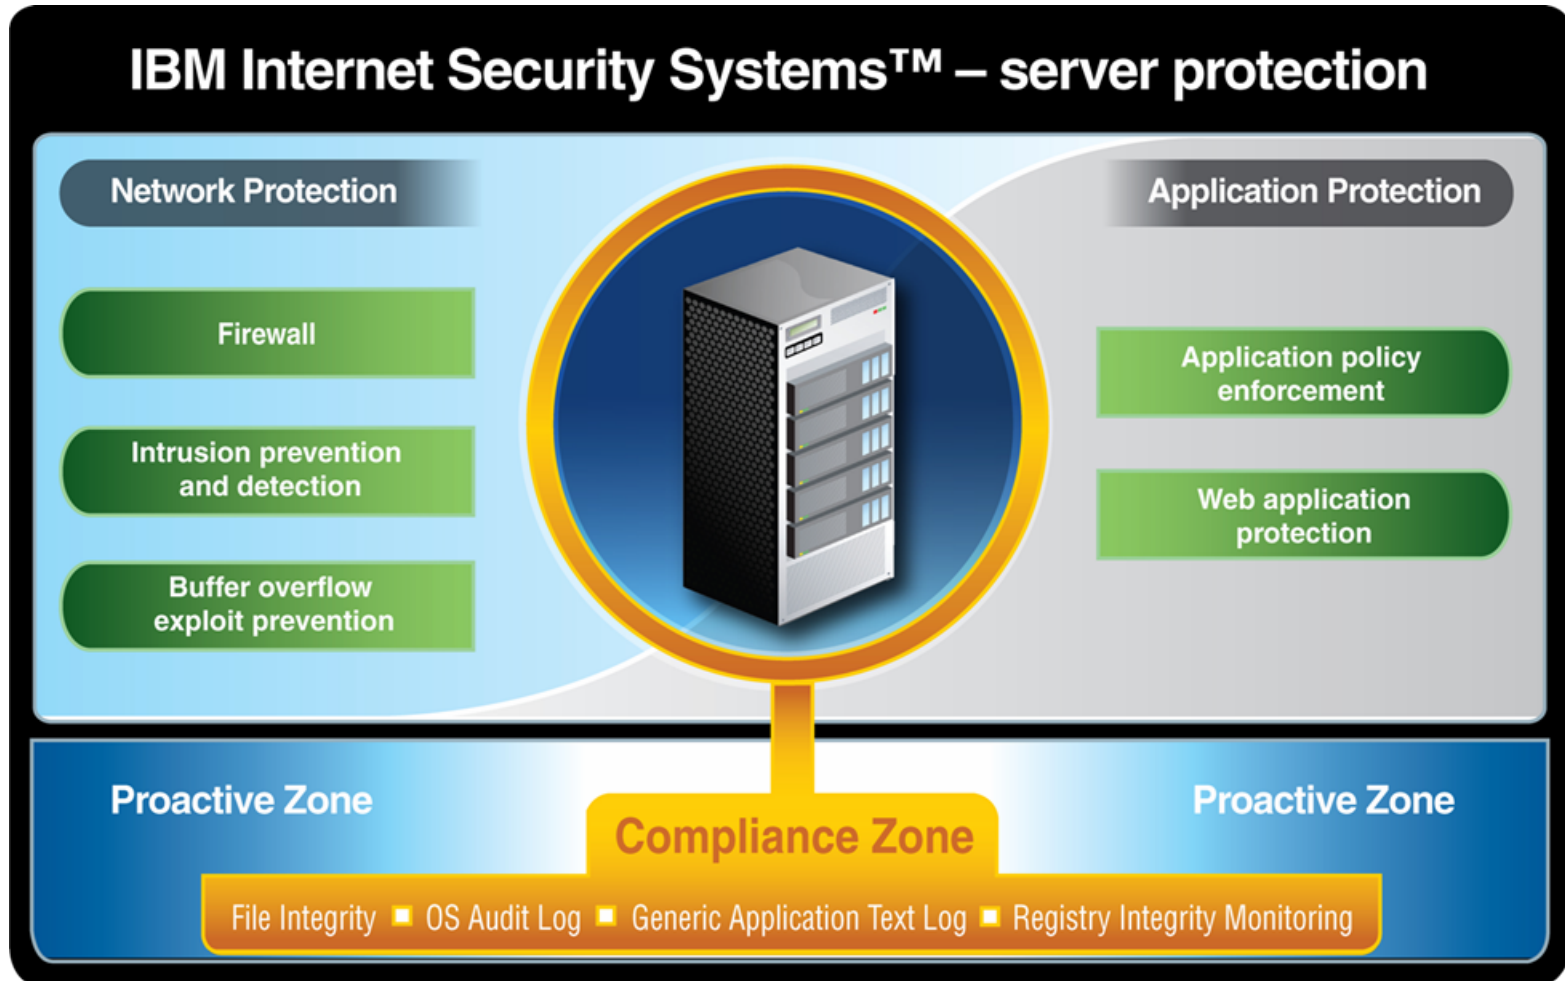 IBM Internet Security Systems™ – server protection
Network Protection
Firewall
Intrusion prevention
and detection
Buffer overflow
exploit prevention
Application Protection
Application policy
enforcement
Web application
protection
Proactive Zone
Proactive Zone
Compliance Zone
File Integrity OS Audit Log Generic Application Text Log Registry Integrity Monitoring